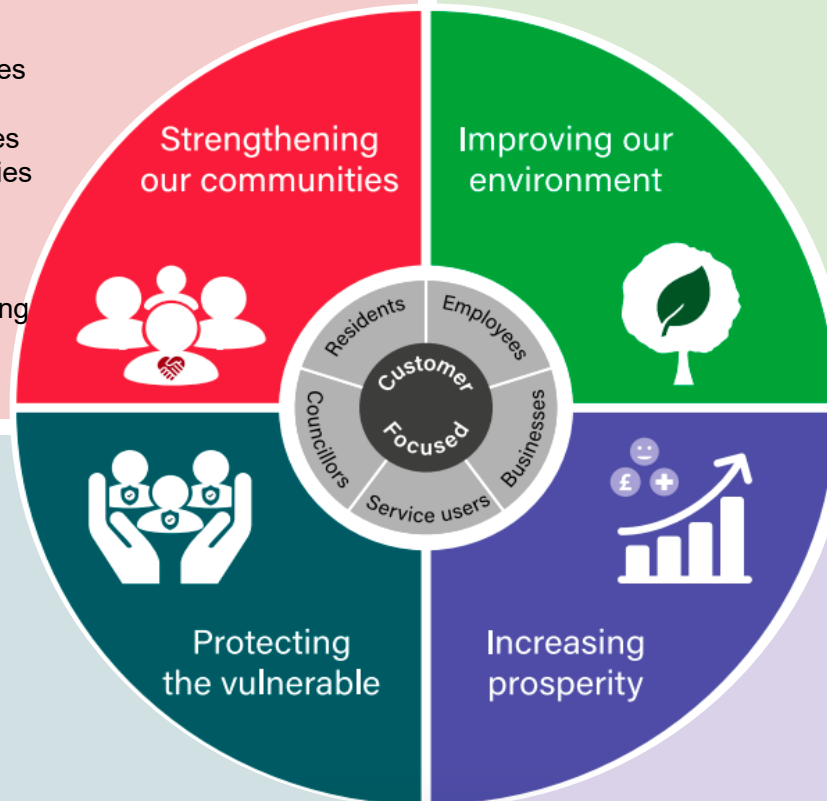 Strengthening
our communities
Improving our
environment
Residents
Employees
Customer
Focused
Councillors
Businesses
Service users
£
Protecting
the vulnerable
Increasing
prosperity